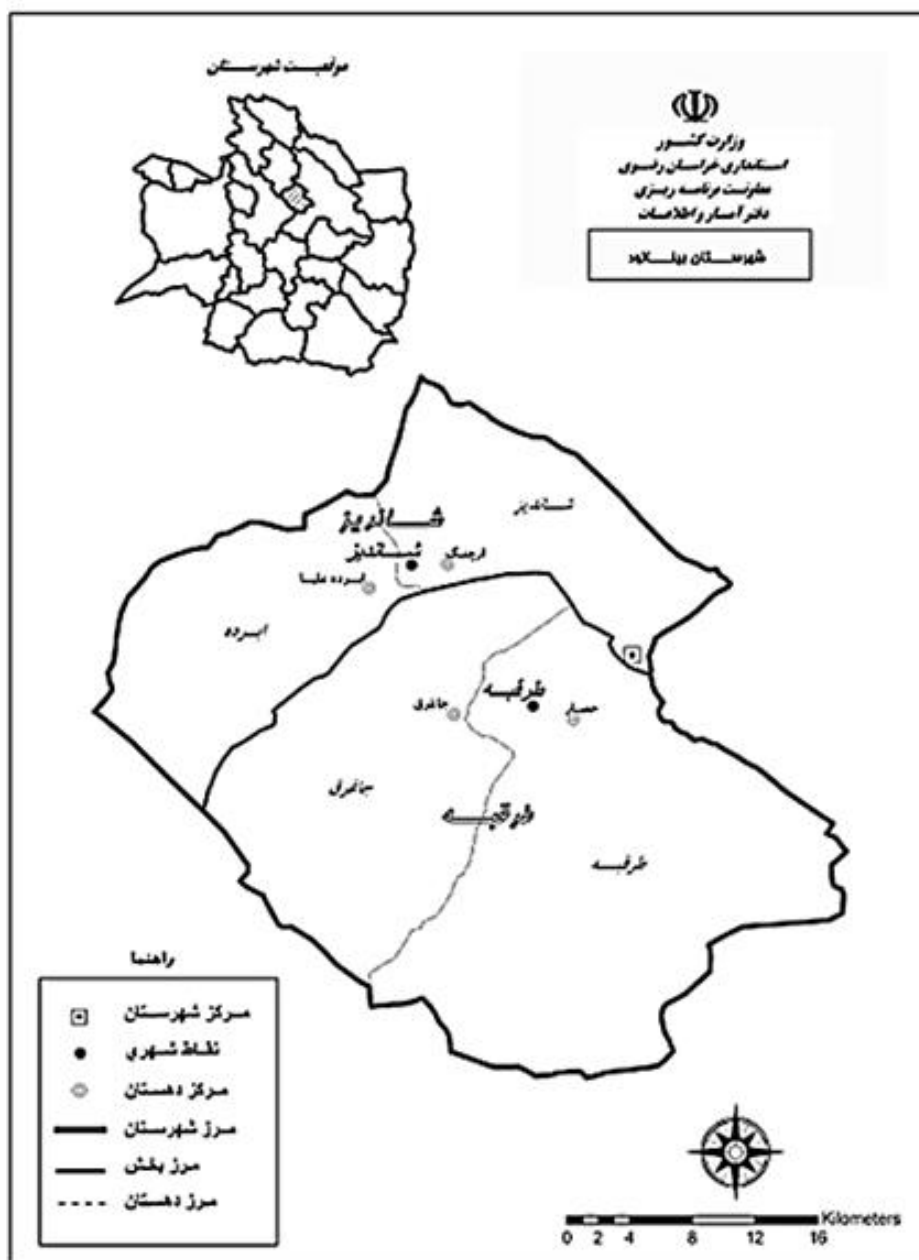 موقعیت شهرستان
وزارت کشور
استانداری خراسان رضوی
معاونت برنامه ریزی
دفتر آمار و اطلاعات
شهرستان بینالود
شاندیز
شاندیز
شاندیز
ارچنگ
ابرده علیا
ابرده
طرقبه
حصار
جاغرق
جاغرق
طرقبه
طرقبه
راهنما
مرکز شهرستان
نقاط شهری
مرکز دهستان
مرز شهرستان
مرز بخش
مرز دهستان
Kilometers
0 2 4 8 12 16